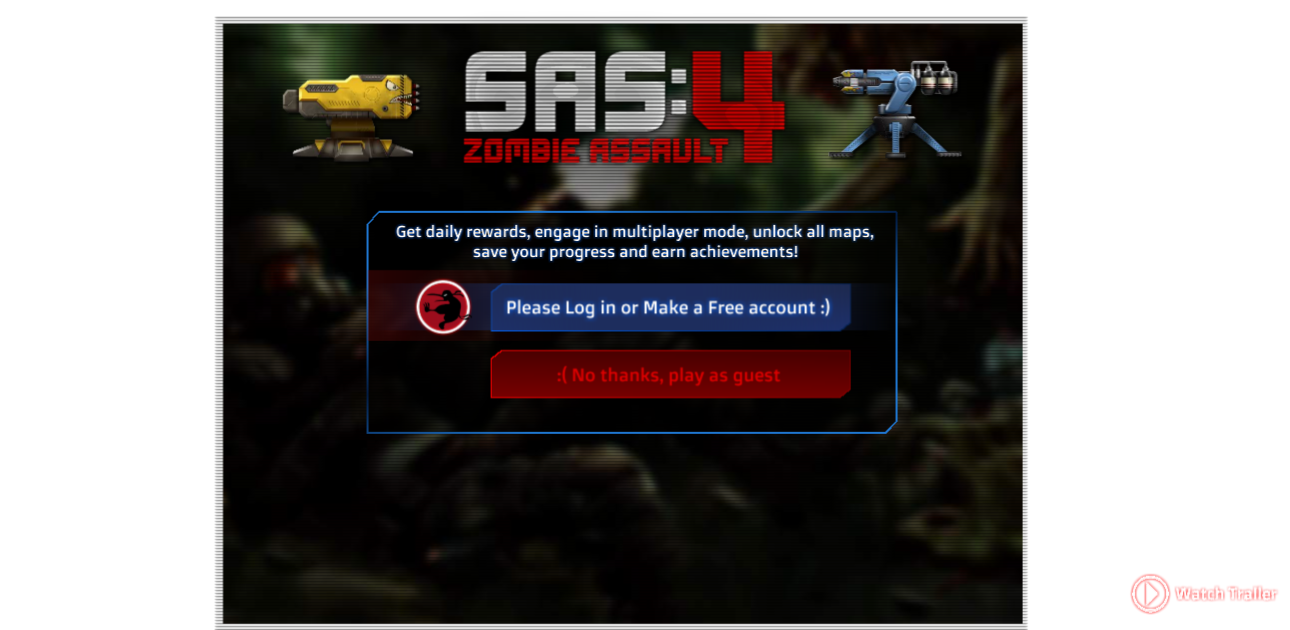 SAS:4
ZOMBIE ASSAULT
Get daily rewards, engage in multiplayer mode, unlock all maps,
save your progress and earn achievements!
Please Log in or Make a Free account :)
:( No thanks, play as guest
Watch Trailer